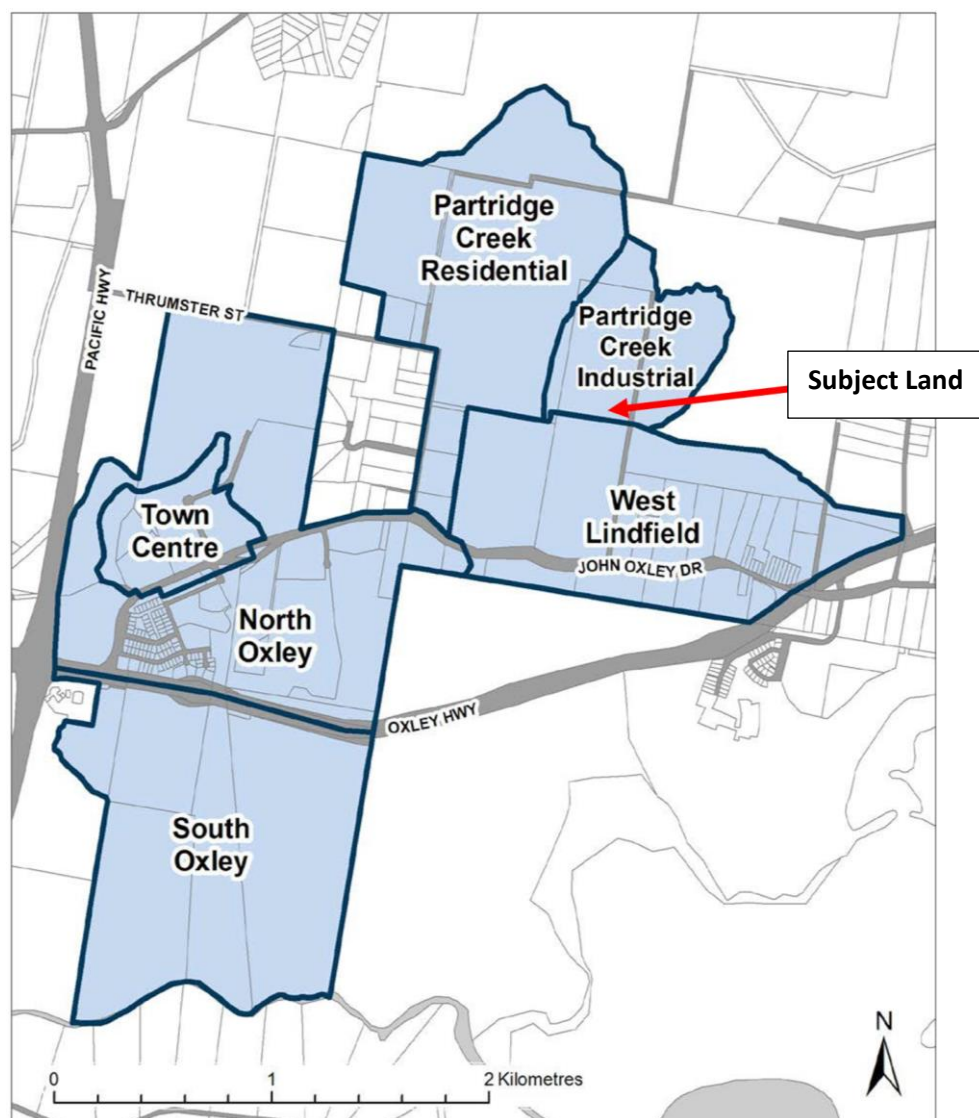 Partridge
Creek
Residential
THRUMSTER ST
PACIFIC HWY
Partridge
Creek
Industrial
Subject Land
Town
Centre
West
Lindfield
JOHN OXLEY DR
North
Oxley
OXLEY HWY
South
Oxley
N
0 1 2 Kilometres